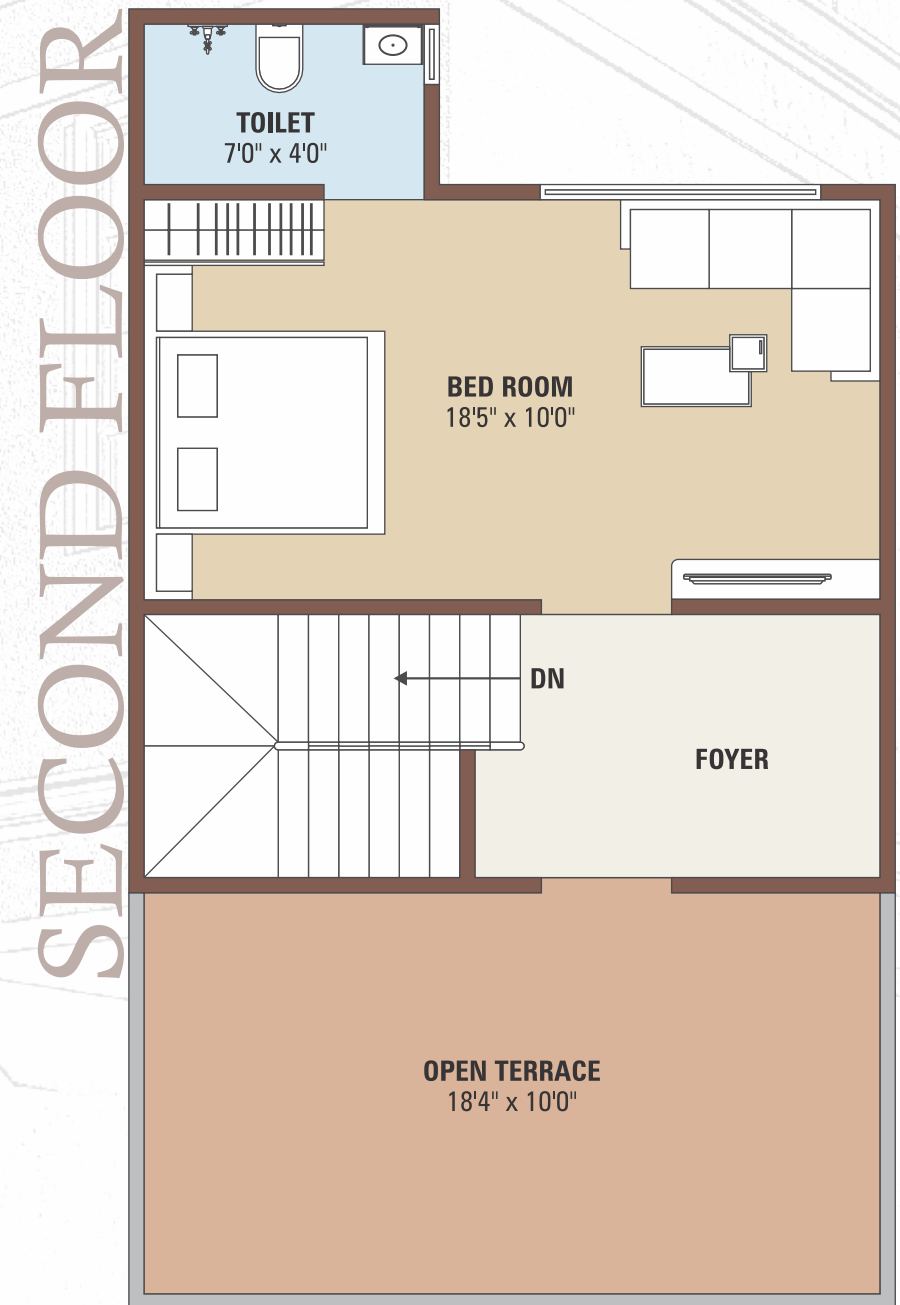 SECOND FLOOR
TOILET
7'0" x 4'0"
BED ROOM
18'5" x 10'0"
DN
FOYER
OPEN TERRACE
18'4" x 10'0"